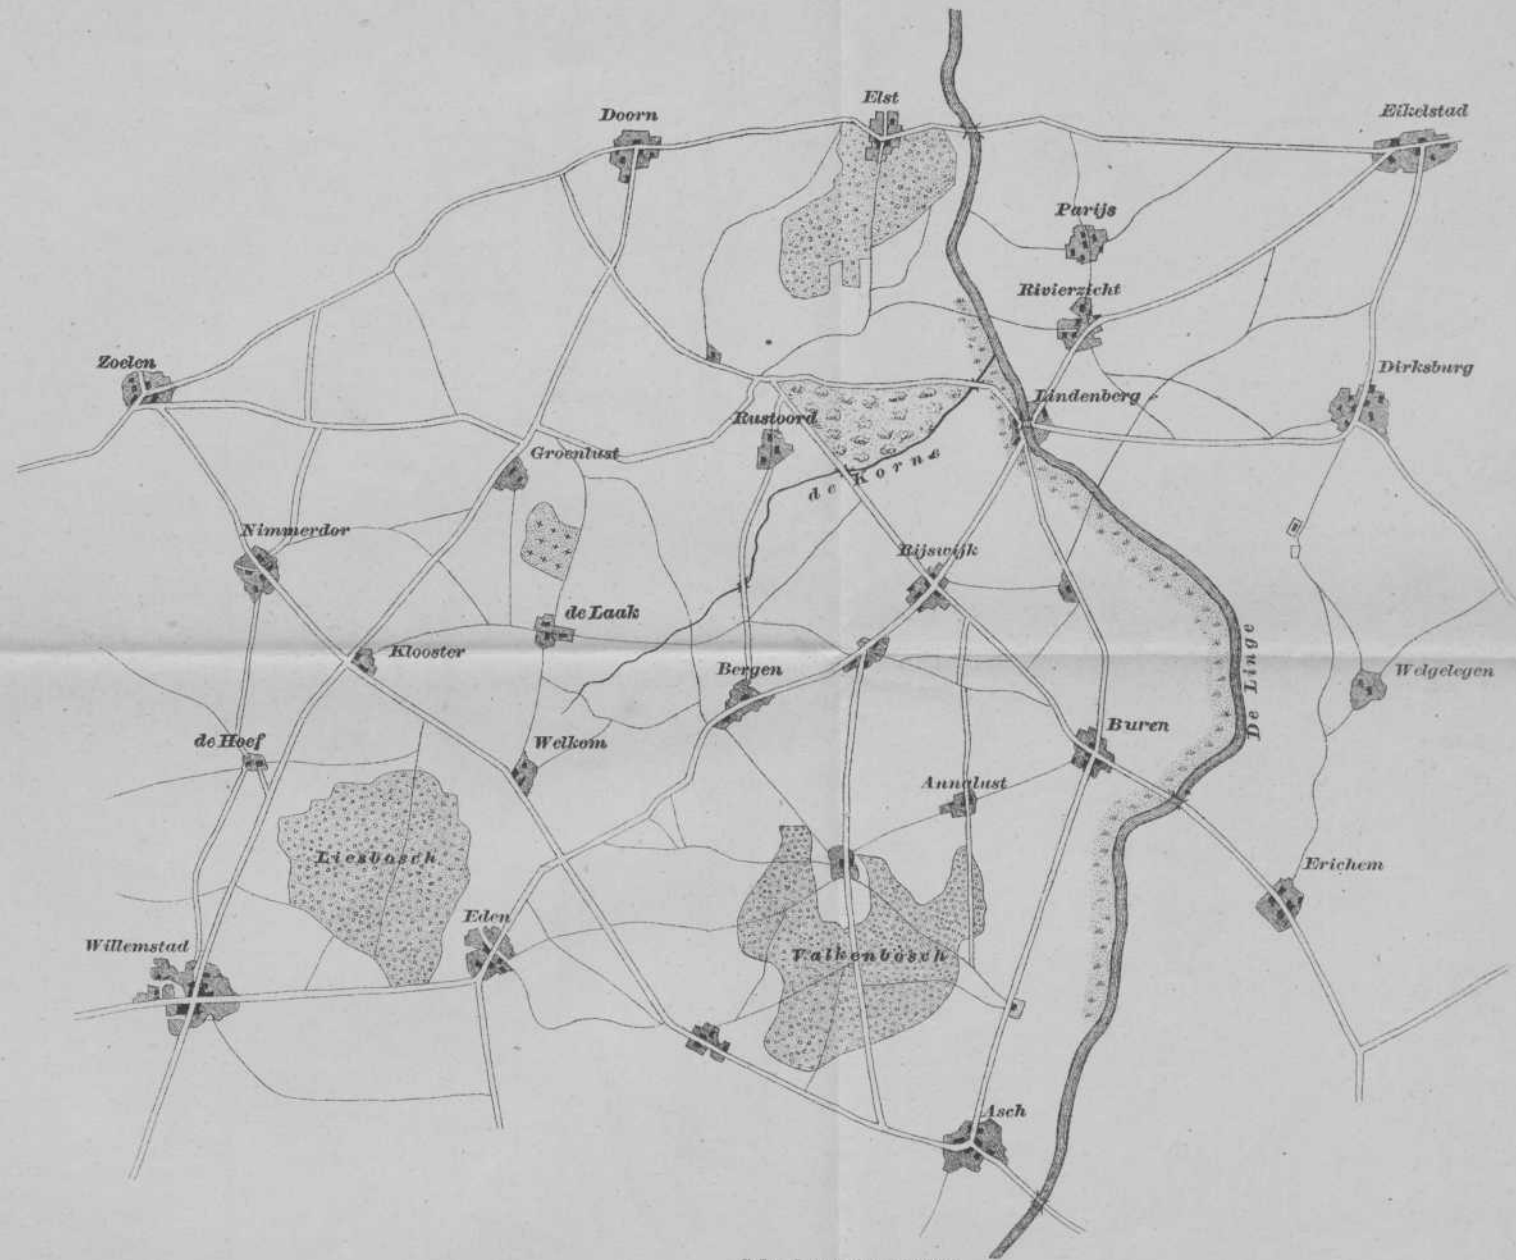 Elst
Doorn
Eikelstad
Parijs
Rivierzicht
Zoelen
Dirksburg
Lindenberg
Rustoord
Groenlust
de Korne
Nimmerdor
Rijswijk
de Laak
Klooster
Bergen
Welgelegen
De Linge
Buren
de Hoef
Welkom
Annalust
Liesbosch
Erichem
Eden
Willemstad
Valkenbosch
Asch